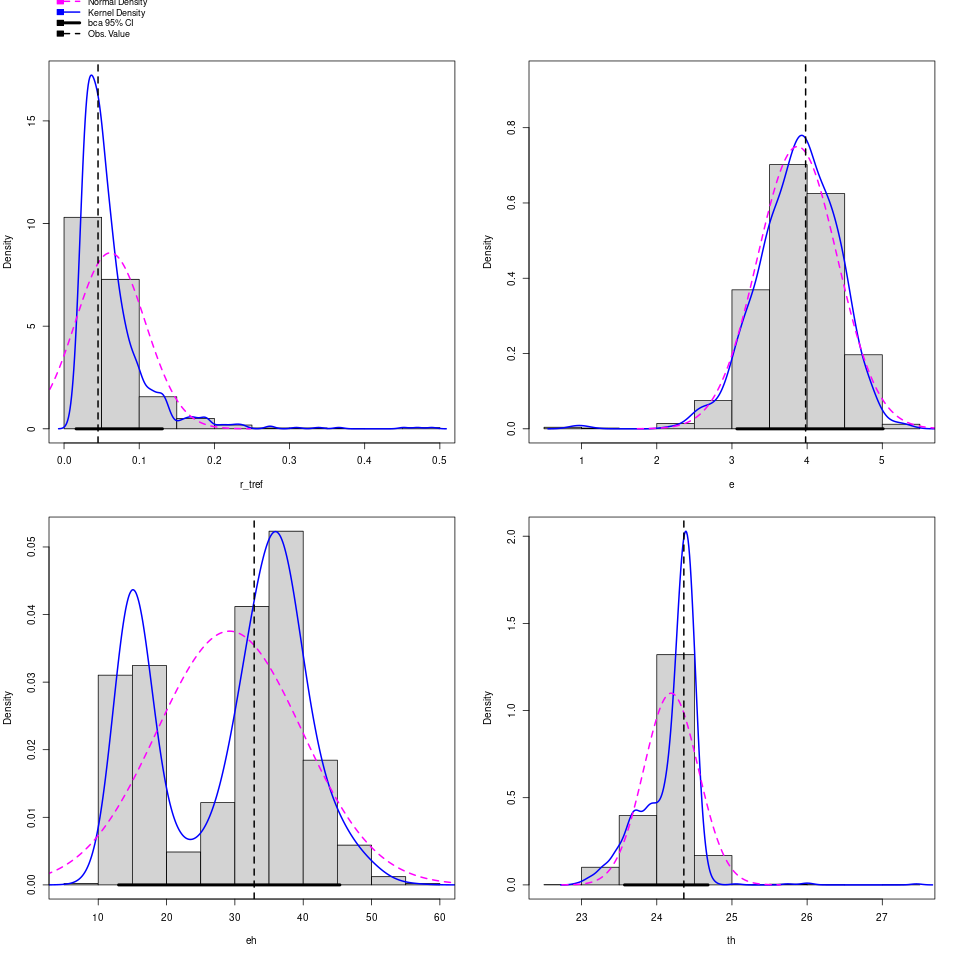 Normal Density
Kernel Density
bca 95% CI
Obs. Value
Density
0 5 10 15
0.0 0.1 0.2 0.3 0.4 0.5
r_tref
Density
0.0 0.2 0.4 0.6 0.8
1 2 3 4 5
e
Density
0.00 0.01 0.02 0.03 0.04 0.05
10 20 30 40 50 60
eh
Density
0.0 0.5 1.0 1.5 2.0
23 24 25 26 27
th